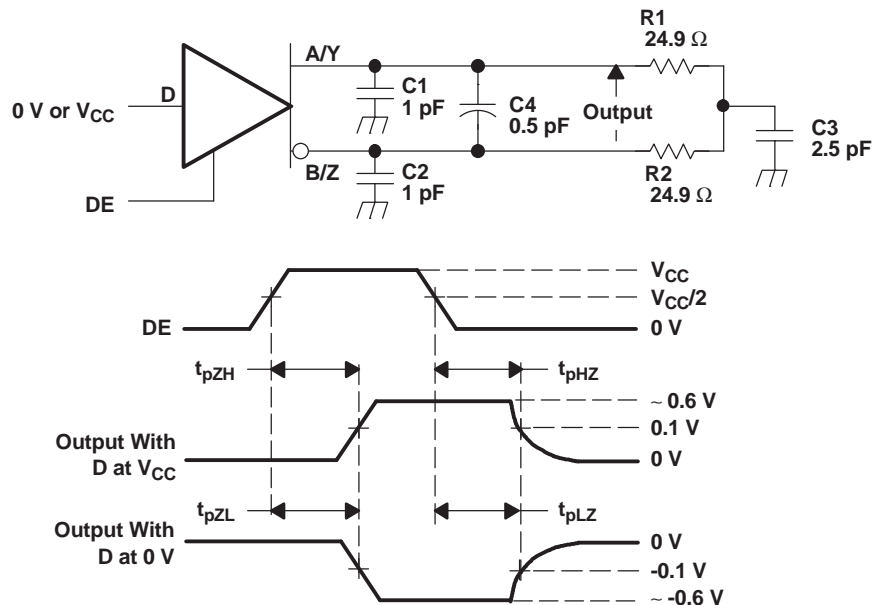 R1
24.9 Ω
A/Y
D
0 V or VCC
C1
1 pF
C4
0.5 pF
Output
C3
2.5 pF
B/Z
C2
1 pF
R2
24.9 Ω
DE
VCC
VCC/2
DE
0 V
tpZH
tpHZ
~ 0.6 V
0.1 V
Output With
D at VCC
0 V
tpZL
tpLZ
Output With
D at 0 V
0 V
-0.1 V
~ -0.6 V